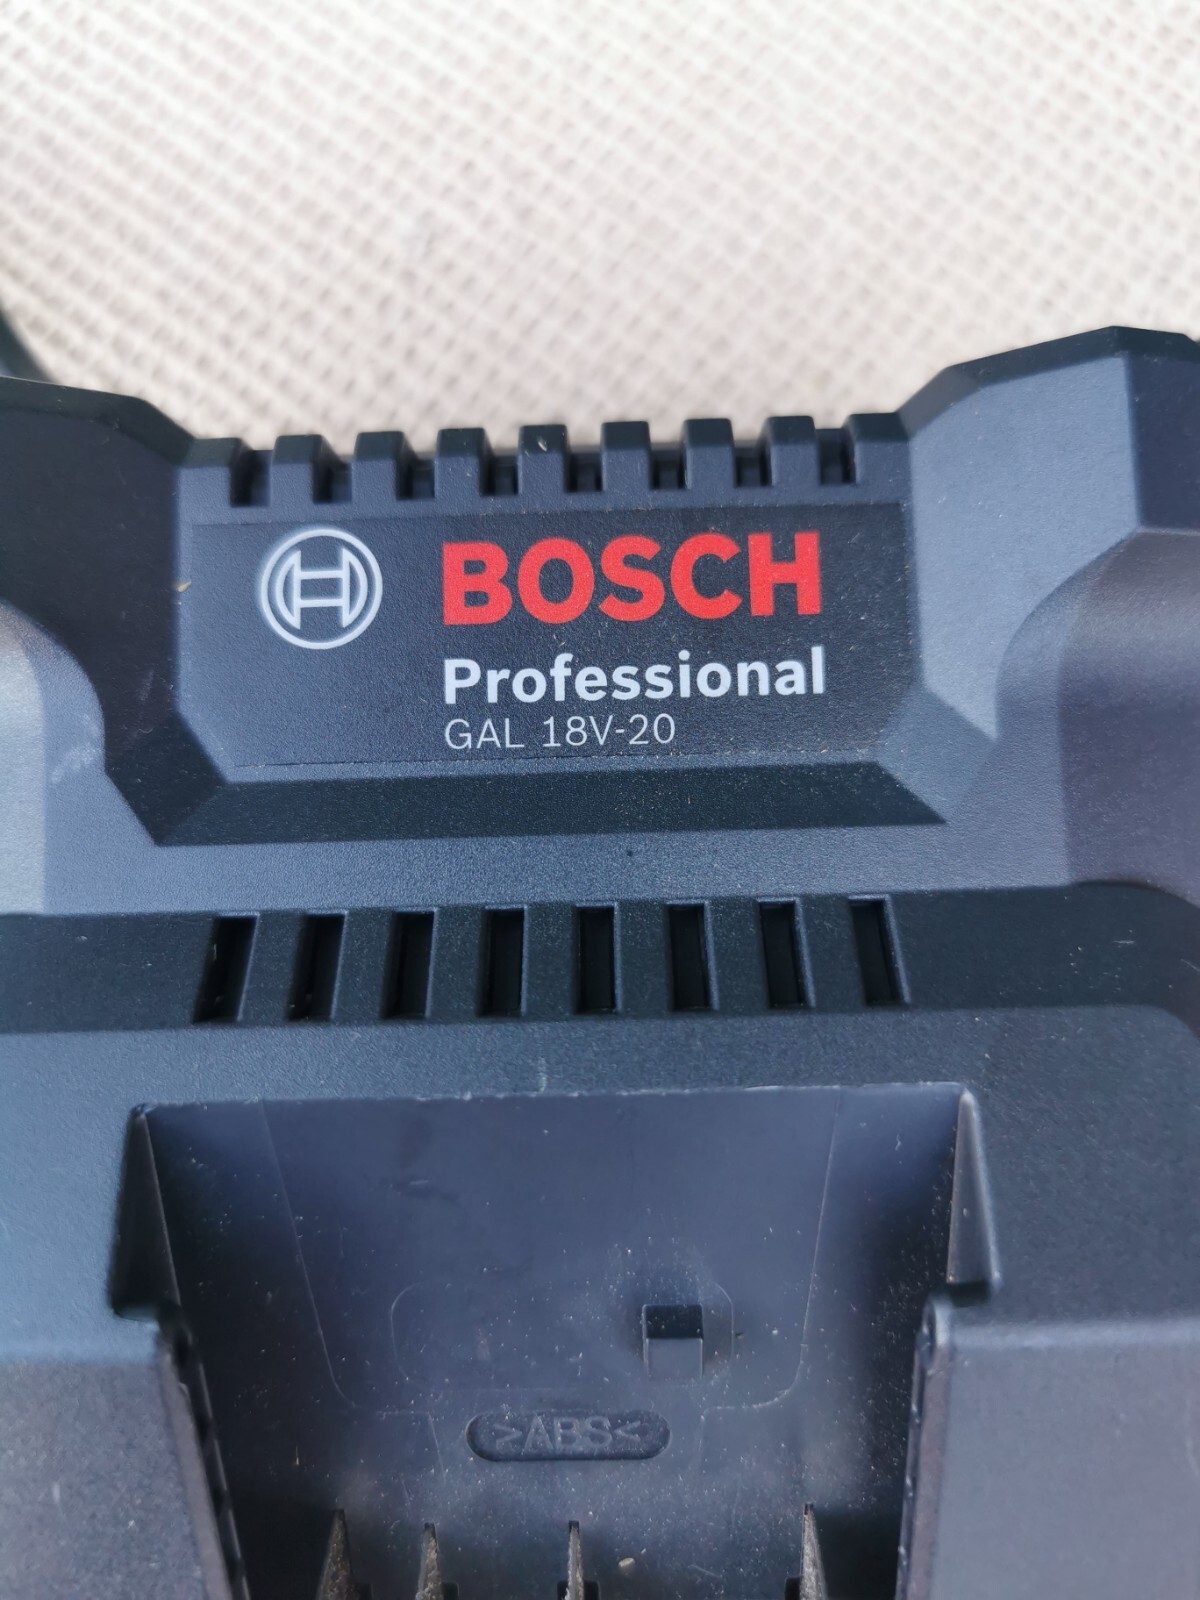 BOSCH
Professional
GAL 18V-20
>ABS<